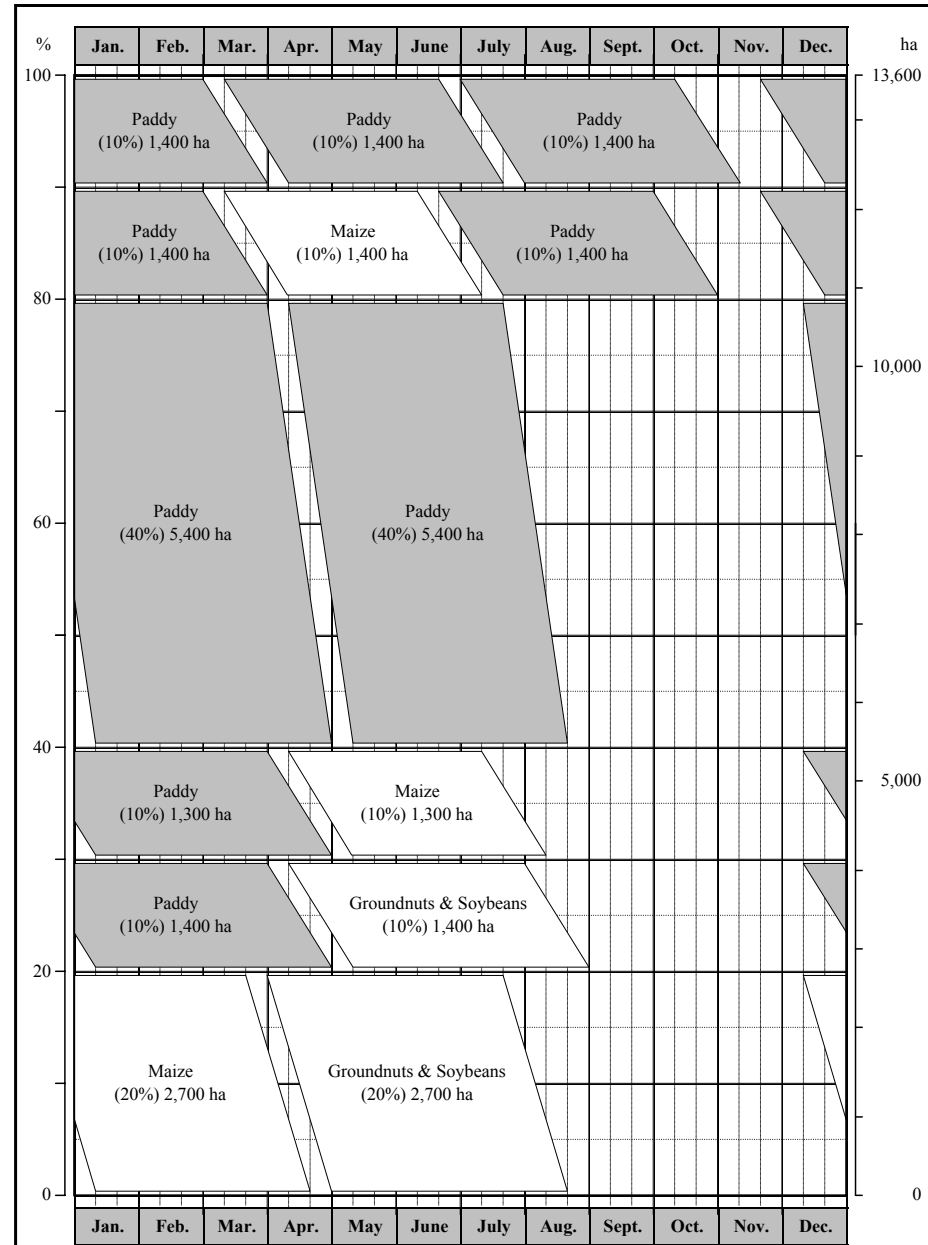 % Jan. Feb. Mar. Apr. May June July Aug. Sept. Oct. Nov. Dec. ha
100 13,600
Paddy Paddy Paddy
(10%) 1,400 ha (10%) 1,400 ha (10%) 1,400 ha
Paddy Maize Paddy
(10%) 1,400 ha (10%) 1,400 ha (10%) 1,400 ha
80
10,000
Paddy Paddy
(40%) 5,400 ha (40%) 5,400 ha
60
40
5,000
Paddy Maize
(10%) 1,300 ha (10%) 1,300 ha
Paddy Groundnuts & Soybeans
(10%) 1,400 ha (10%) 1,400 ha
20
Maize Groundnuts & Soybeans
(20%) 2,700 ha (20%) 2,700 ha
0 0
Jan. Feb. Mar. Apr. May June July Aug. Sept. Oct. Nov. Dec.